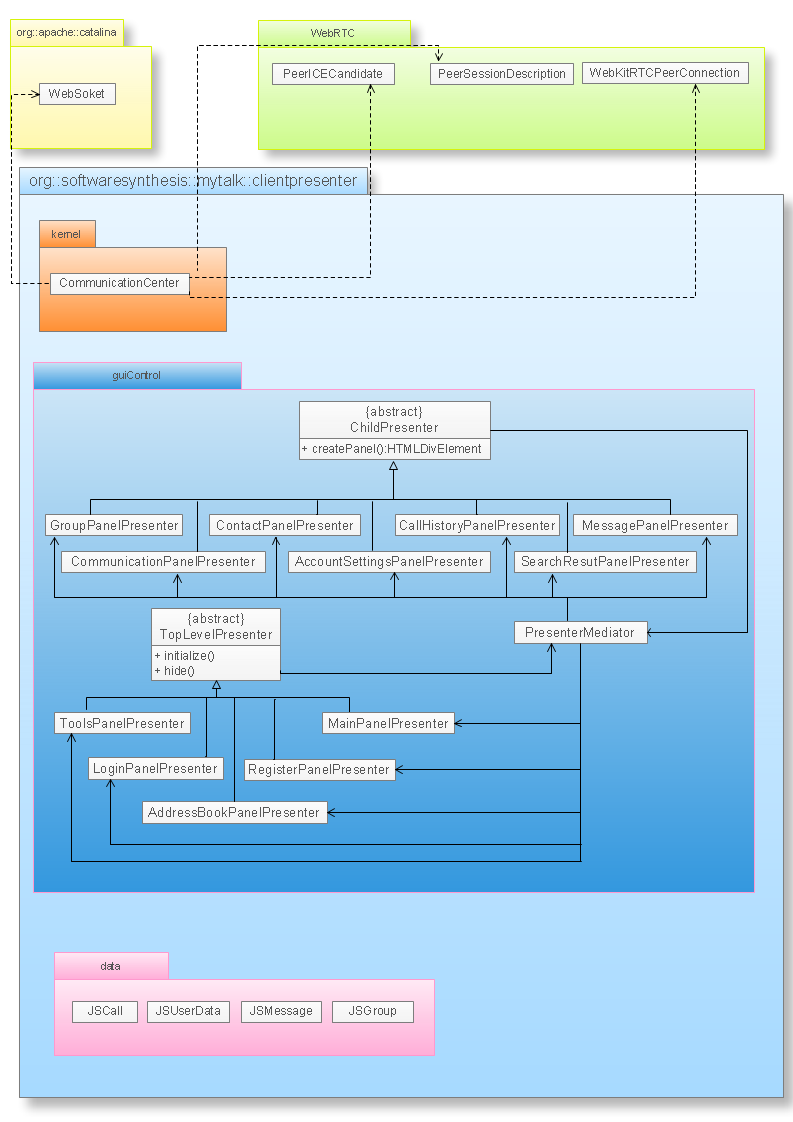 org::apache::catalina
WebRTC
WebSoket
PeerICECandidate
PeerSessionDescription
WebKitRTCPeerConnection
org::softwaresynthesis::mytalk::clientpresenter
kernel
CommunicationCenter
guiControl
{abstract}
ChildPresenter
+ createPanel():HTMLDivElement
GroupPanelPresenter
ContactPanelPresenter
CallHistoryPanelPresenter
MessagePanelPresenter
CommunicationPanelPresenter
AccountSettingsPanelPresenter
SearchResutPanelPresenter
{abstract}
TopLevelPresenter
+ initialize()
+ hide()
PresenterMediator
ToolsPanelPresenter
MainPanelPresenter
LoginPanelPresenter
RegisterPanelPresenter
AddressBookPanelPresenter
data
JSCall
JSUserData
JSMessage
JSGroup